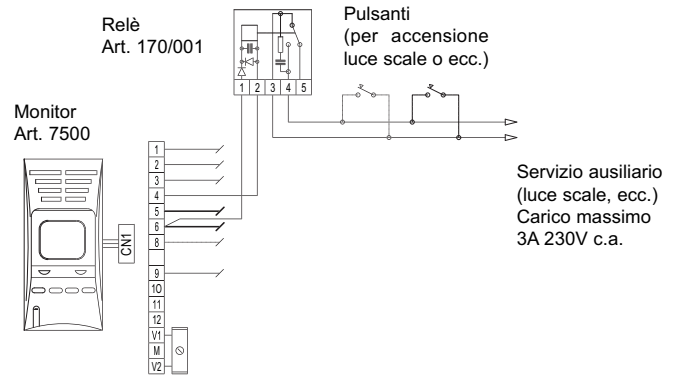 Relè
Art. 170/001
Pulsanti
(per accensione
luce scale o ecc.)
1 2 3 4 5
Monitor
Art. 7500
CN1
1
2
3
4
5
6
8
9
10
11
12
V1
M
V2
Servizio ausiliario
(luce scale, ecc.)
Carico massimo
3A 230V c.a.